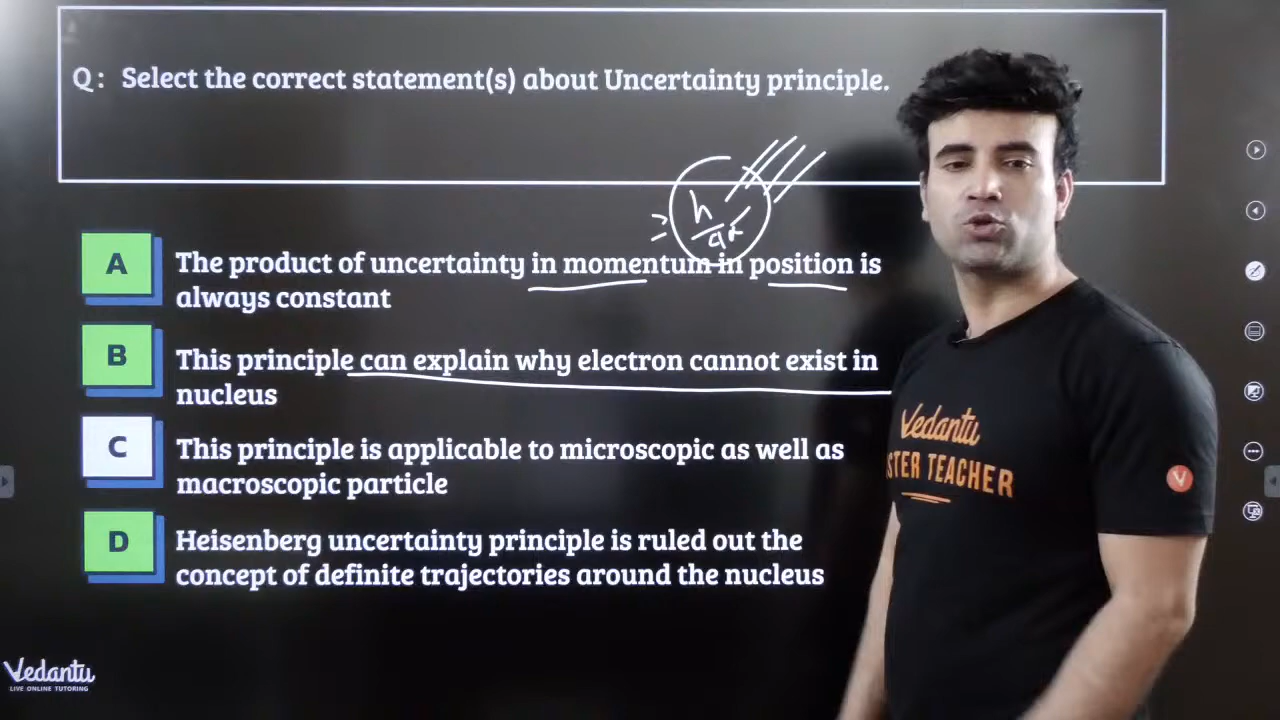 Q : Select the correct statement(s) about Uncertainty principle.
≥ h/4π
A
The product of uncertainty in momentum in position is
always constant
B
This principle can explain why electron cannot exist in
nucleus
C
This principle is applicable to microscopic as well as
macroscopic particle
D
Heisenberg uncertainty principle is ruled out the
concept of definite trajectories around the nucleus
Vedantu
STER TEACHER
V
Vedantu
LIVE ONLINE TUTORING